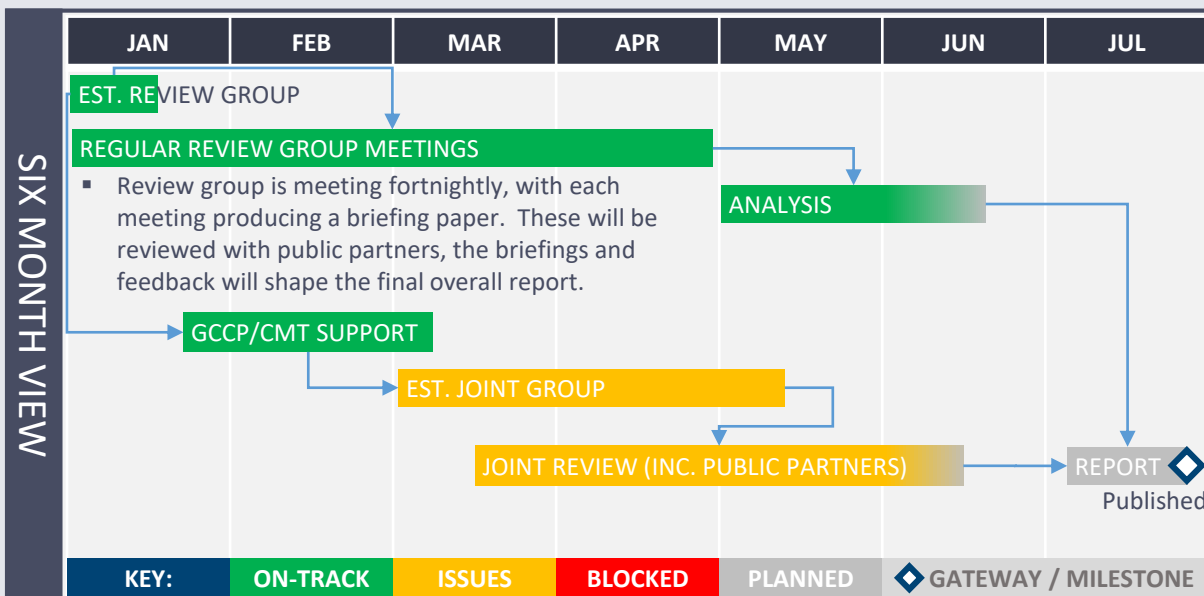 SIX MONTH VIEW
JAN FEB MAR APR MAY JUN JUL
EST. REVIEW GROUP
REGULAR REVIEW GROUP MEETINGS
▪ Review group is meeting fortnightly, with each
meeting producing a briefing paper. These will be
reviewed with public partners, the briefings and
feedback will shape the final overall report.
ANALYSIS
GCCP/CMT SUPPORT
EST. JOINT GROUP
JOINT REVIEW (INC. PUBLIC PARTNERS)
REPORT
Published
KEY: ON-TRACK ISSUES BLOCKED PLANNED GATEWAY / MILESTONE